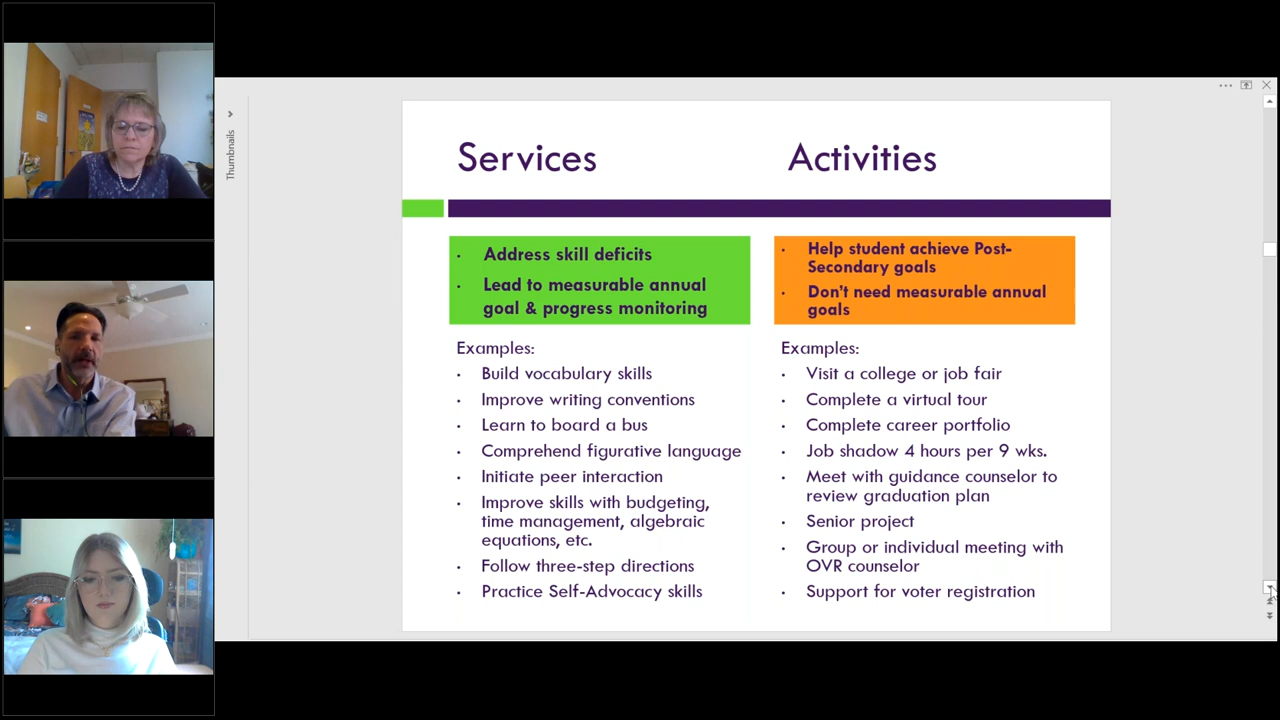 Thumbnails
Services
Activities
· Address skill deficits
· Lead to measurable annual
goal & progress monitoring
Examples:
· Build vocabulary skills
· Improve writing conventions
· Learn to board a bus
· Comprehend figurative language
· Initiate peer interaction
· Improve skills with budgeting,
time management, algebraic
equations, etc.
· Follow three-step directions
· Practice Self-Advocacy skills
· Help student achieve Post-
Secondary goals
· Don't need measurable annual
goals
Examples:
· Visit a college or job fair
· Complete a virtual tour
· Complete career portfolio
· Job shadow 4 hours per 9 wks.
· Meet with guidance counselor to
review graduation plan
· Senior project
· Group or individual meeting with
OVR counselor
· Support for voter registration